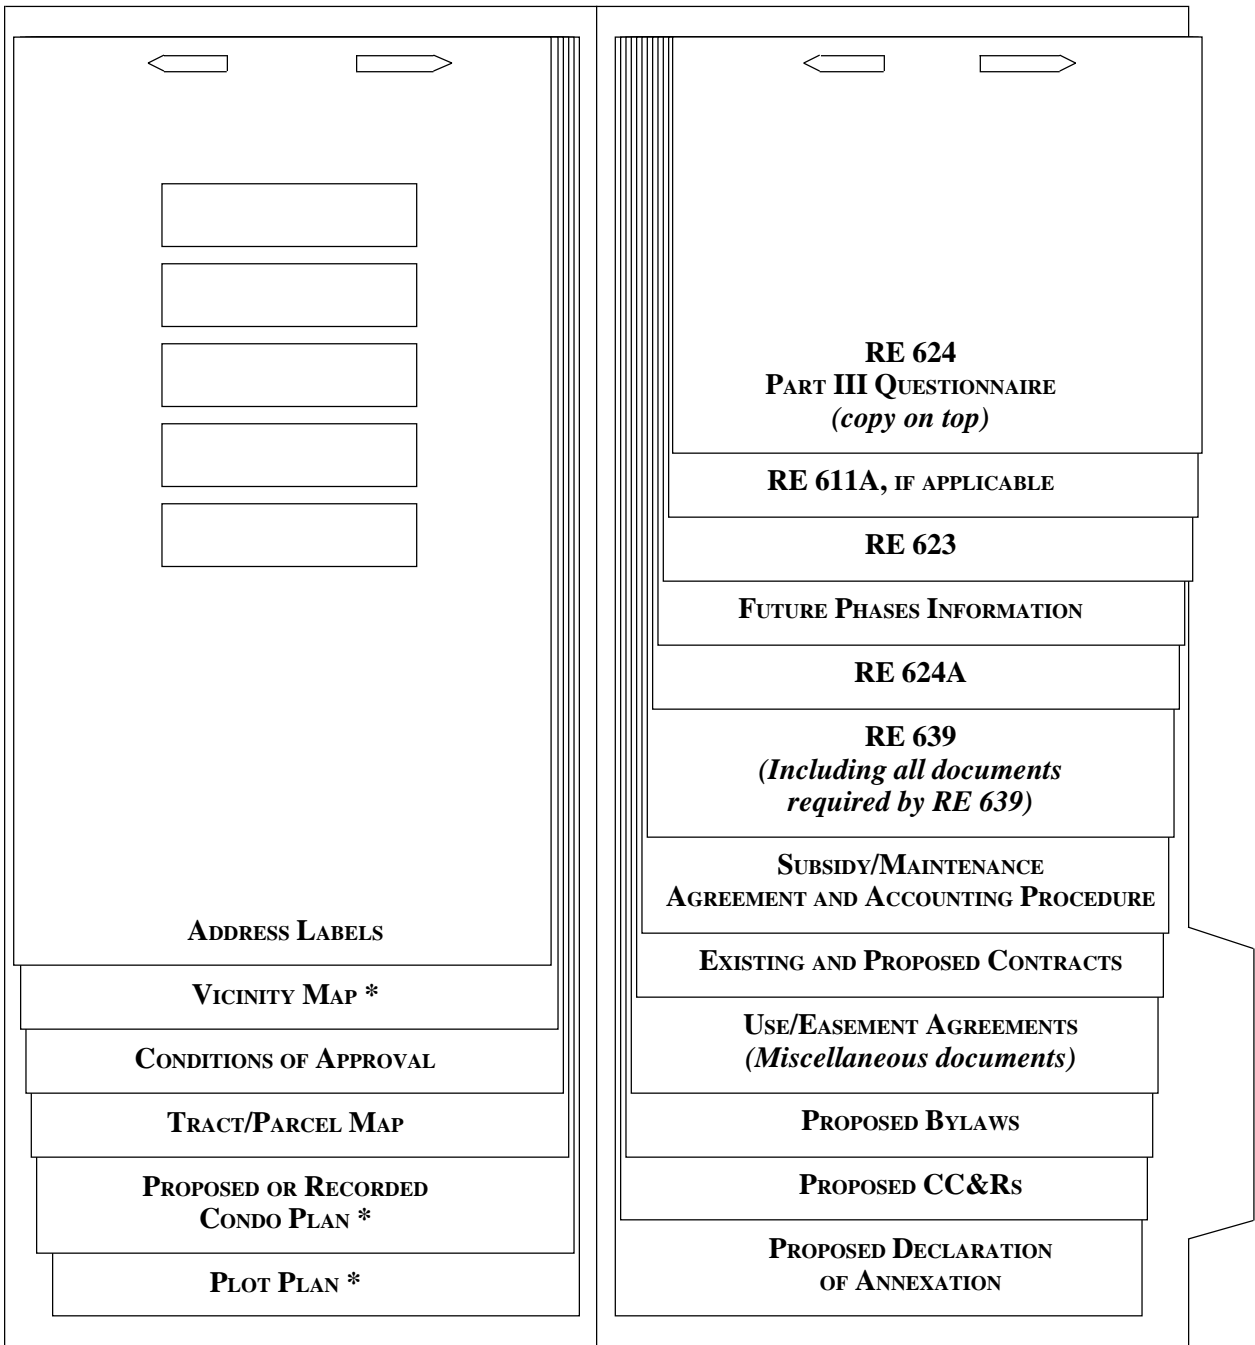 Address Labels
Vicinity Map *
Conditions of Approval
Tract/Parcel Map
Proposed or Recorded
Condo Plan *
Plot Plan *
RE 624
Part III Questionnaire
(copy on top)
RE 611A, if applicable
RE 623
Future Phases Information
RE 624A
RE 639
(Including all documents
required by RE 639)
Subsidy/Maintenance
Agreement and Accounting Procedure
Existing and Proposed Contracts
Use/Easement Agreements
(Miscellaneous documents)
Proposed Bylaws
Proposed CC&Rs
Proposed Declaration
of Annexation